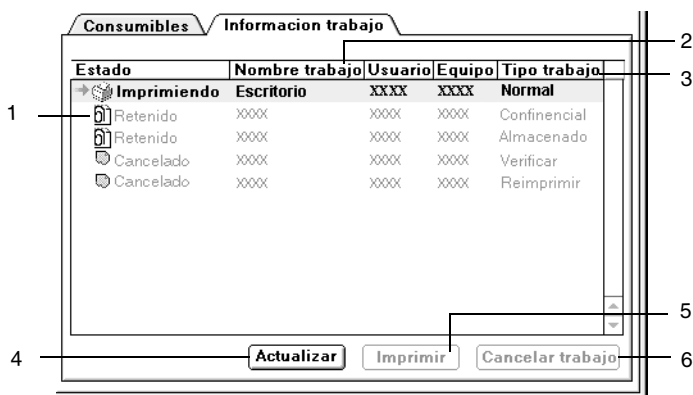 Consumibles Informacion trabajo
2
Estado Nombre trabajo Usuario Equipo Tipo trabajo
3
Imprimiendo Escritorio XXXX XXXX Normal
1
Retenido XXXX XXXX XXXX Confinencial
Retenido XXXX XXXX XXXX Almacenado
Cancelado XXXX XXXX XXXX Verificar
Cancelado XXXX XXXX XXXX Reimprimir
5
4 Actualizar Imprimir Cancelar trabajo 6